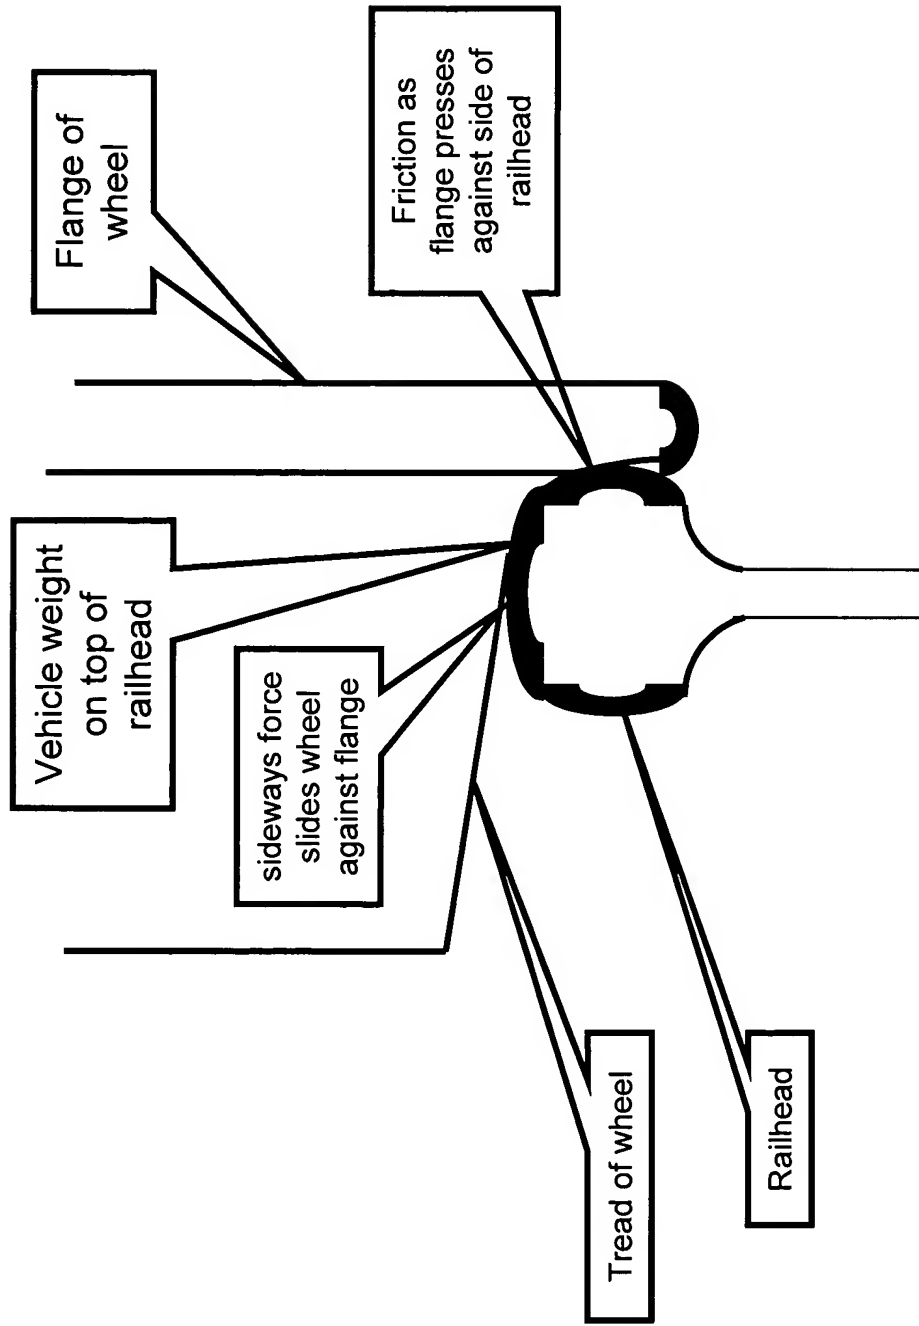 Flange of
wheel
Friction as
flange presses
against side of
railhead
Vehicle weight
on top of
railhead
sideways force
slides wheel
against flange
Tread of wheel
Railhead